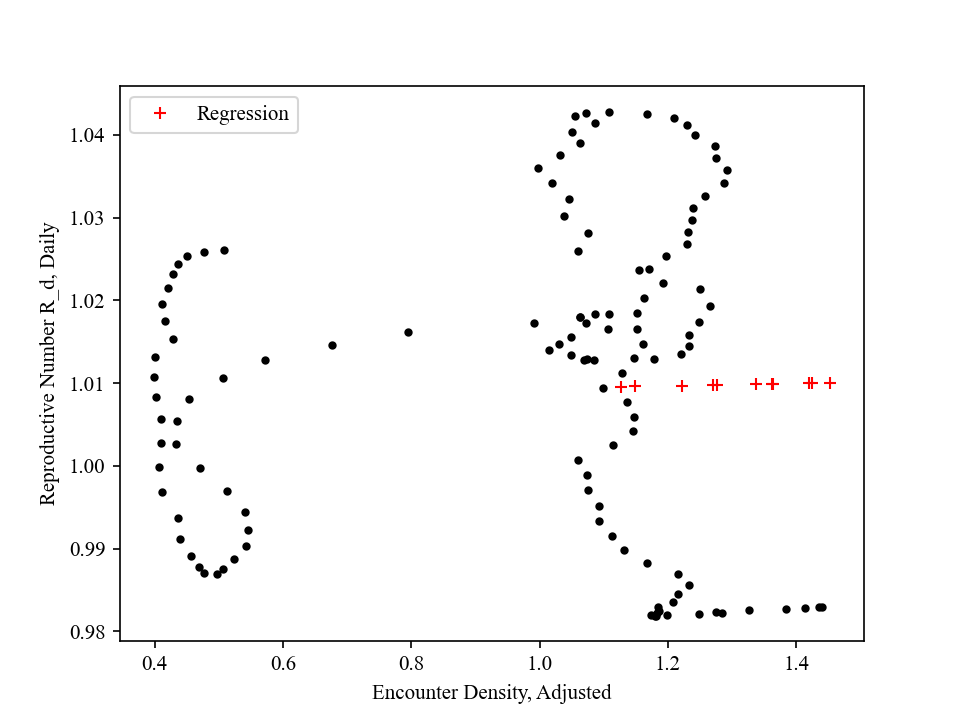 Regression
1.04
1.03
1.02
1.01
1.00
0.99
0.98
Reproductive Number R_d, Daily
0.4 0.6 0.8 1.0 1.2 1.4
Encounter Density, Adjusted